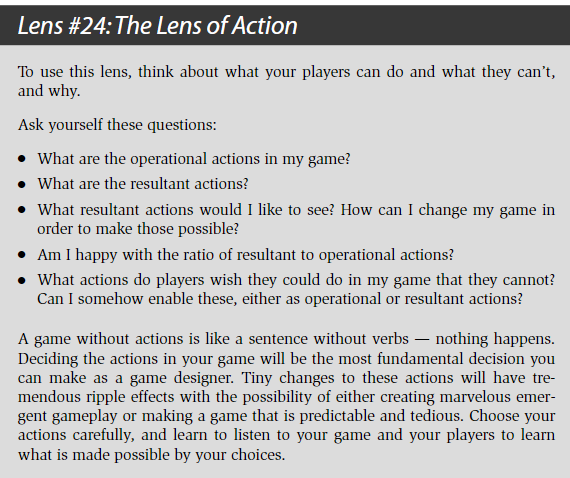 Lens #24: The Lens of Action
To use this lens, think about what your players can do and what they can't,
and why.
Ask yourself these questions:
● What are the operational actions in my game?
● What are the resultant actions?
● What resultant actions would I like to see? How can I change my game in
order to make those possible?
● Am I happy with the ratio of resultant to operational actions?
● What actions do players wish they could do in my game that they cannot?
Can I somehow enable these, either as operational or resultant actions?
A game without actions is like a sentence without verbs — nothing happens.
Deciding the actions in your game will be the most fundamental decision you
can make as a game designer. Tiny changes to these actions will have tre-
mendous ripple effects with the possibility of either creating marvelous emer-
gent gameplay or making a game that is predictable and tedious. Choose your
actions carefully, and learn to listen to your game and your players to learn
what is made possible by your choices.